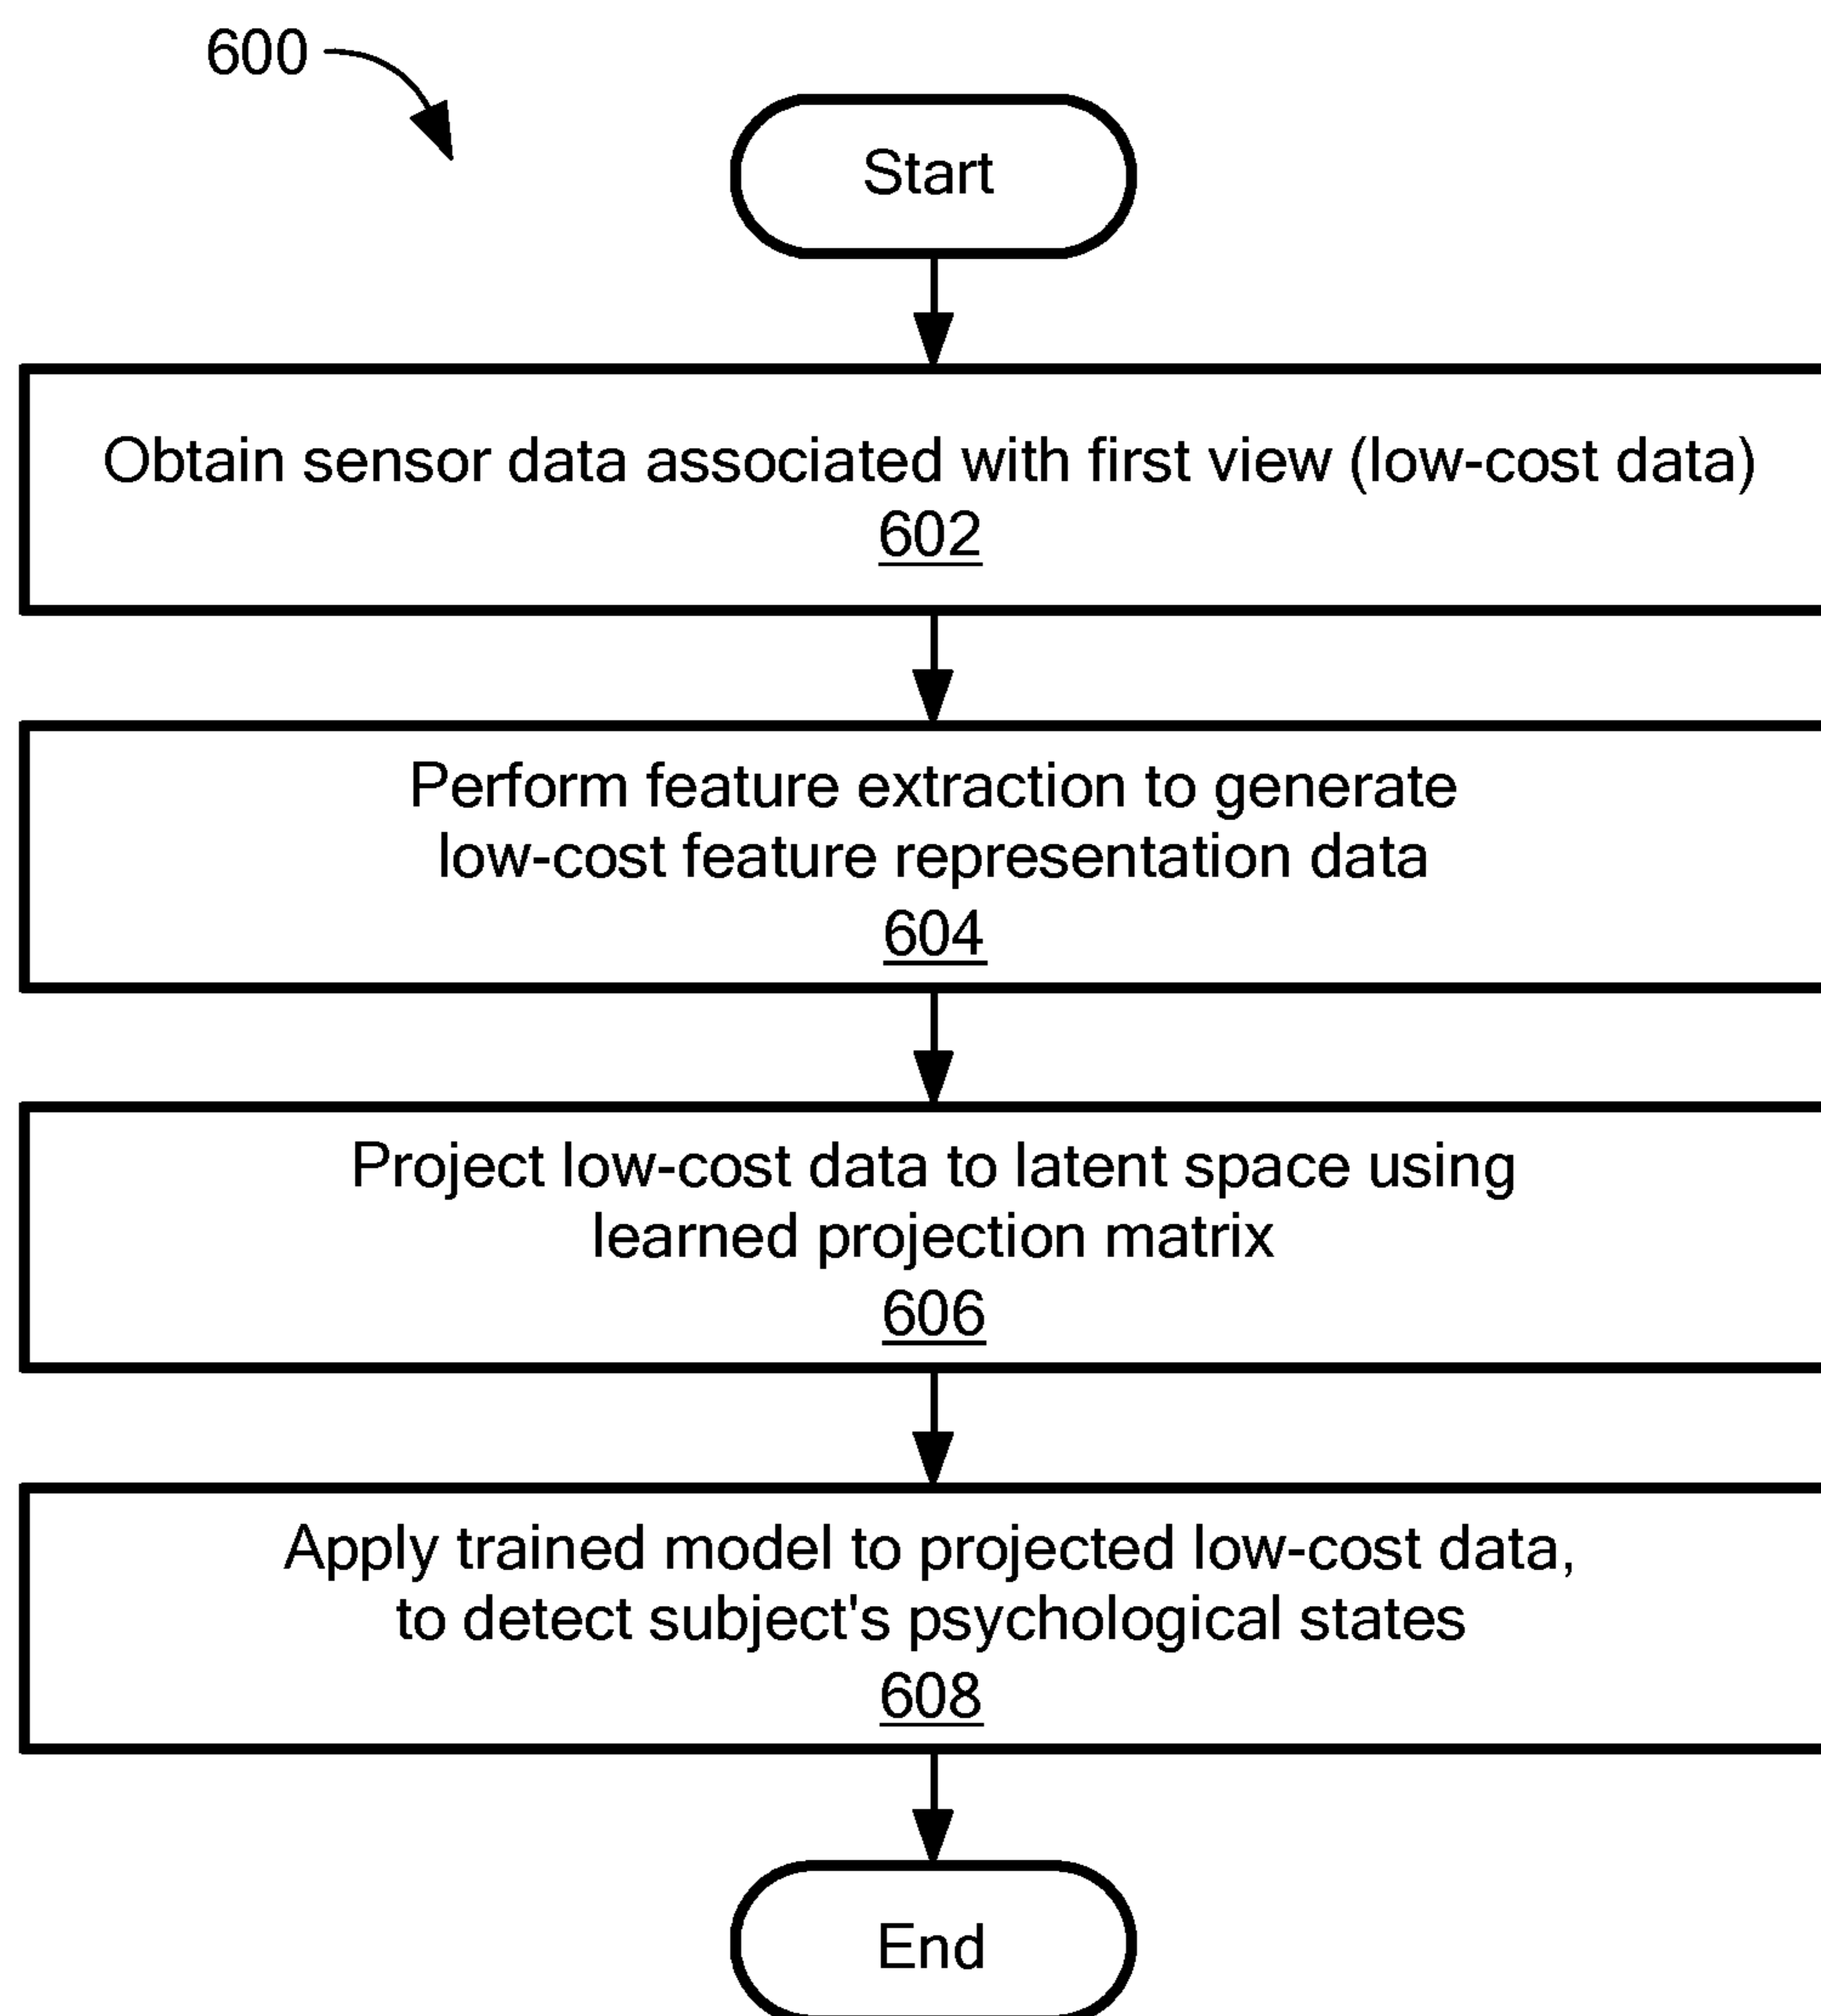 600
Start
Obtain sensor data associated with first view (low-cost data)
602
Perform feature extraction to generate
low-cost feature representation data
604
Project low-cost data to latent space using
learned projection matrix
606
Apply trained model to projected low-cost data,
to detect subject's psychological states
608
End